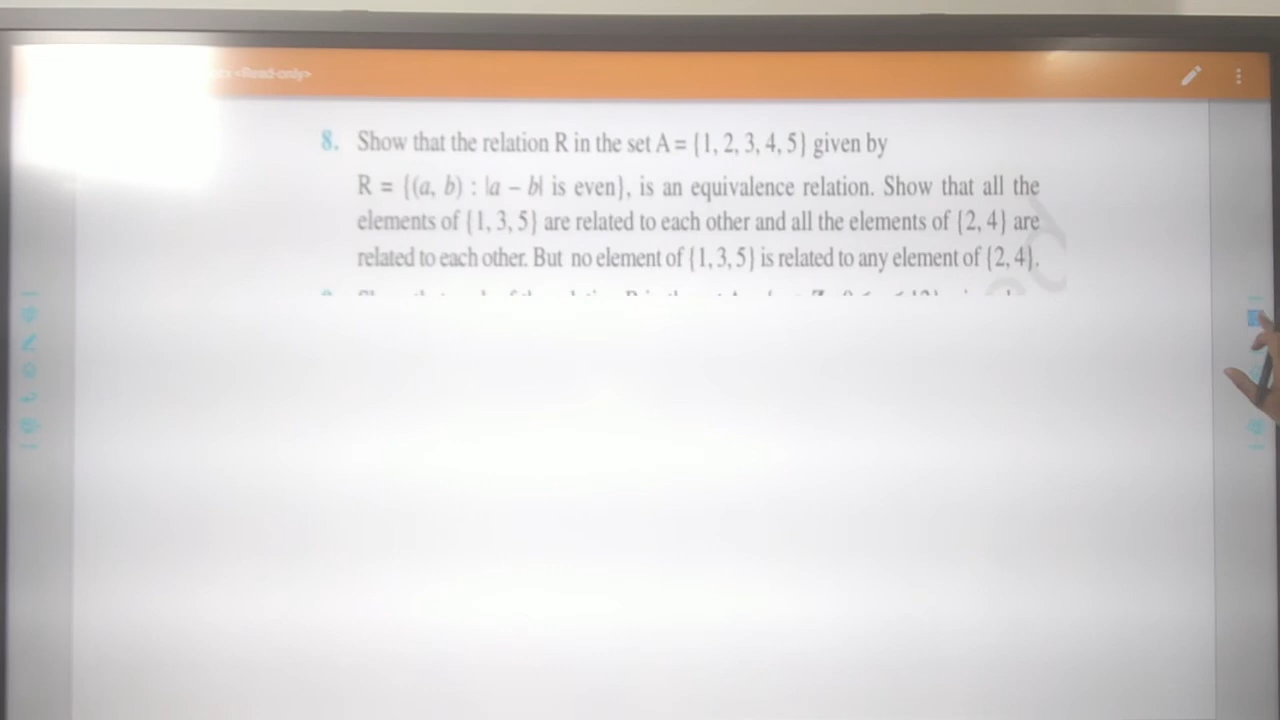 <Read-only>
8. Show that the relation R in the set A = {1, 2, 3, 4, 5} given by
R = {(a, b) : |a – b| is even}, is an equivalence relation. Show that all the
elements of {1, 3, 5} are related to each other and all the elements of {2, 4} are
related to each other. But no element of {1, 3, 5} is related to any element of {2, 4}.